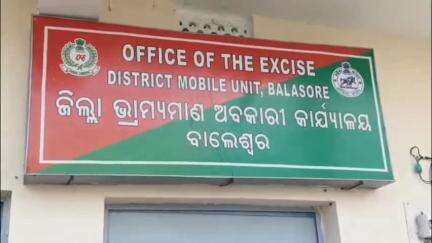 OFFICE OF THE EXCISE
DISTRICT MOBILE UNIT, BALASORE
ଜିଲ୍ଲା ଭ୍ରାମ୍ୟମାଣ ଅବକାରୀ କାର୍ଯ୍ୟାଳୟ
ବାଲେଶ୍ୱର